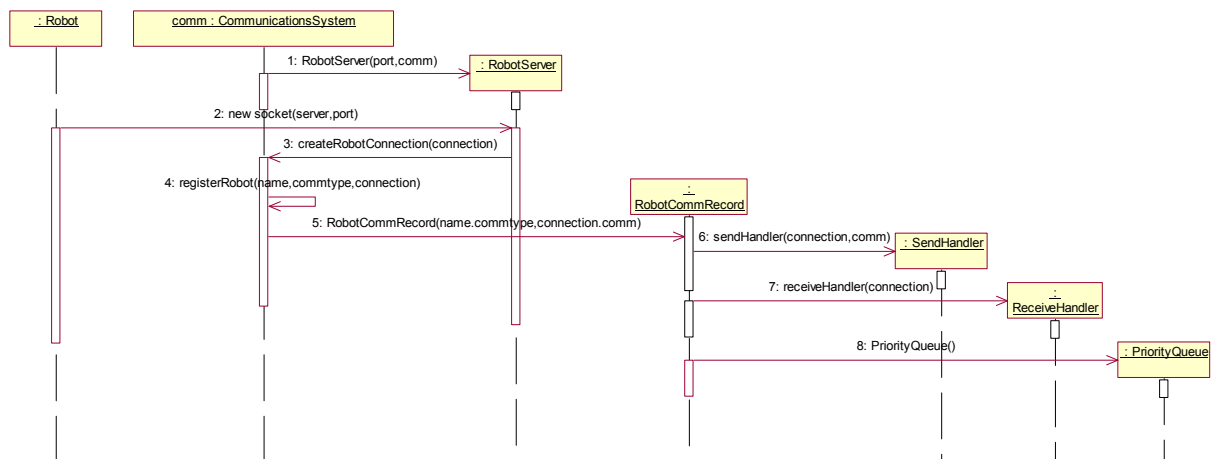 : Robot
comm : CommunicationsSystem
1: RobotServer(port,comm)
: RobotServer
2: new socket(server,port)
3: createRobotConnection(connection)
4: registerRobot(name,commtype,connection)
:
RobotCommRecord
5: RobotCommRecord(name.commtype,connection.comm)
6: sendHandler(connection,comm)
: SendHandler
7: receiveHandler(connection)
:
ReceiveHandler
8: PriorityQueue()
: PriorityQueue